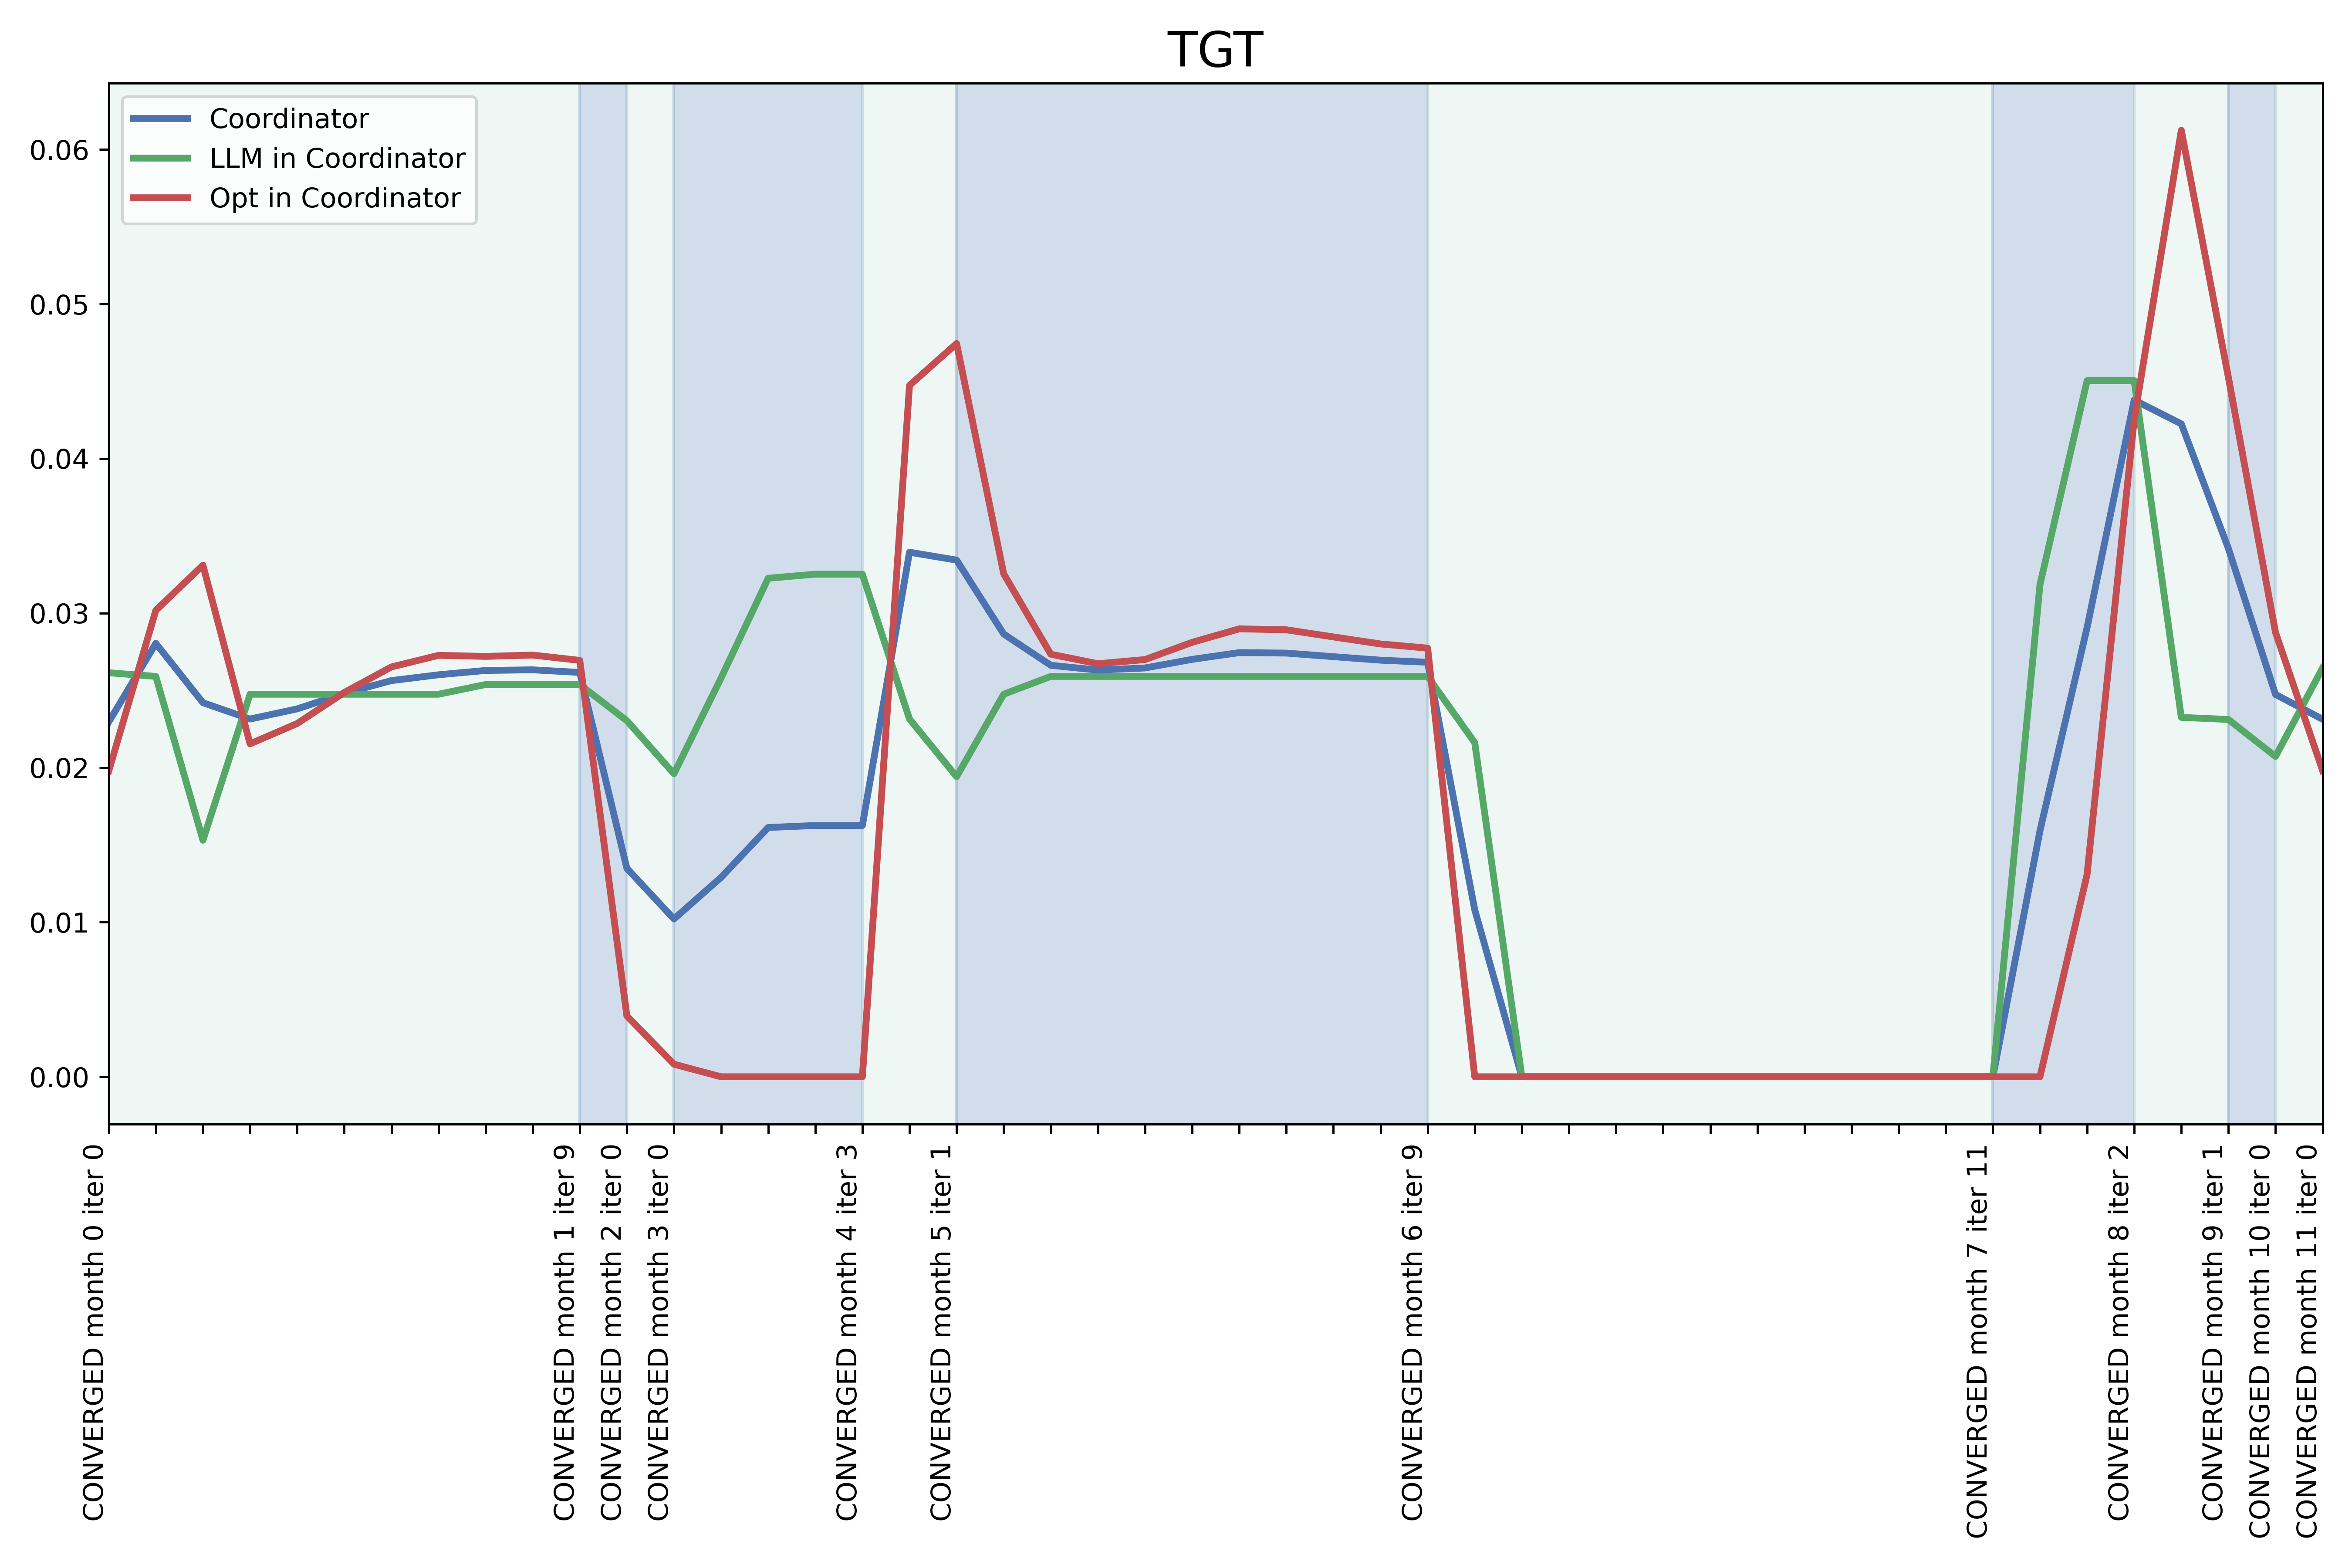 TGT
Coordinator
LLM in Coordinator
Opt in Coordinator
0.06
0.05
0.04
0.03
0.02
0.01
0.00
CONVERGED month 0 iter 0
CONVERGED month 1 iter 9
CONVERGED month 2 iter 0
CONVERGED month 3 iter 0
CONVERGED month 4 iter 3
CONVERGED month 5 iter 1
CONVERGED month 6 iter 9
CONVERGED month 7 iter 11
CONVERGED month 8 iter 2
CONVERGED month 9 iter 1
CONVERGED month 10 iter 0
CONVERGED month 11 iter 0